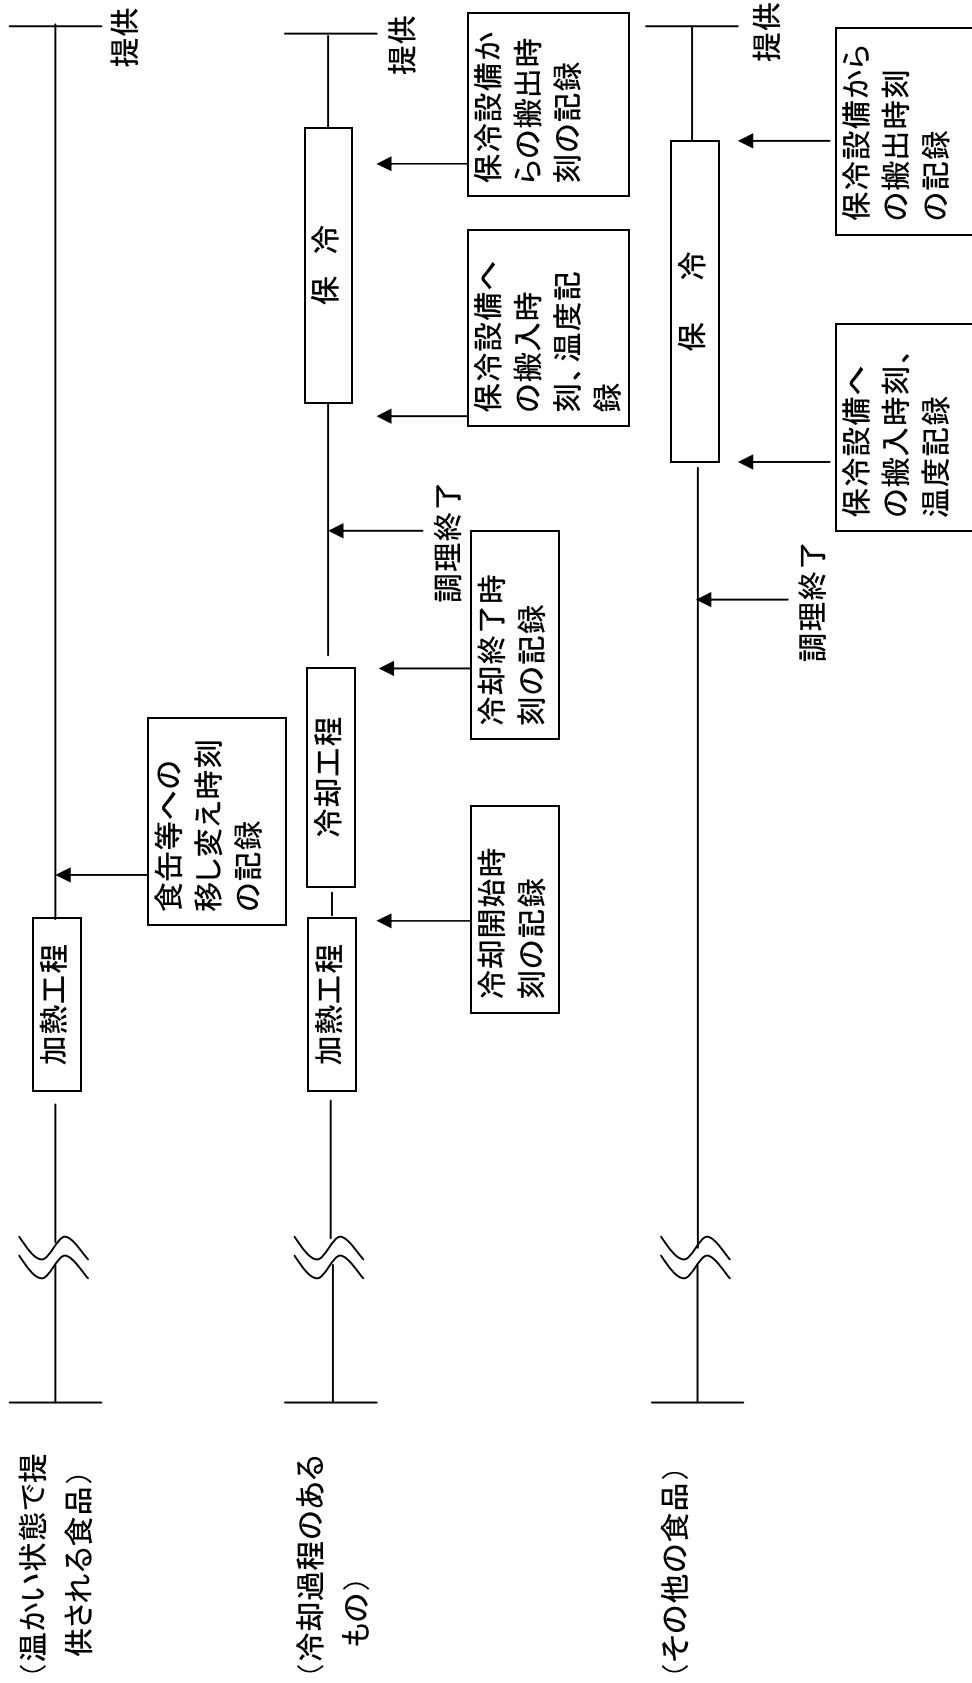 （温かい状態で提
供される食品）
加熱工程
食缶等への
移し変え時刻
の記録
提供
（冷却過程のある
もの）
加熱工程
冷却開始時
刻の記録
冷却工程
冷却終了時
刻の記録
調理終了
保冷設備へ
の搬入時
刻、温度記
録
保　冷
保冷設備か
らの搬出時
刻の記録
提供
（その他の食品）
調理終了
保冷設備へ
の搬入時刻、
温度記録
保　冷
保冷設備から
の搬出時刻
の記録
提供